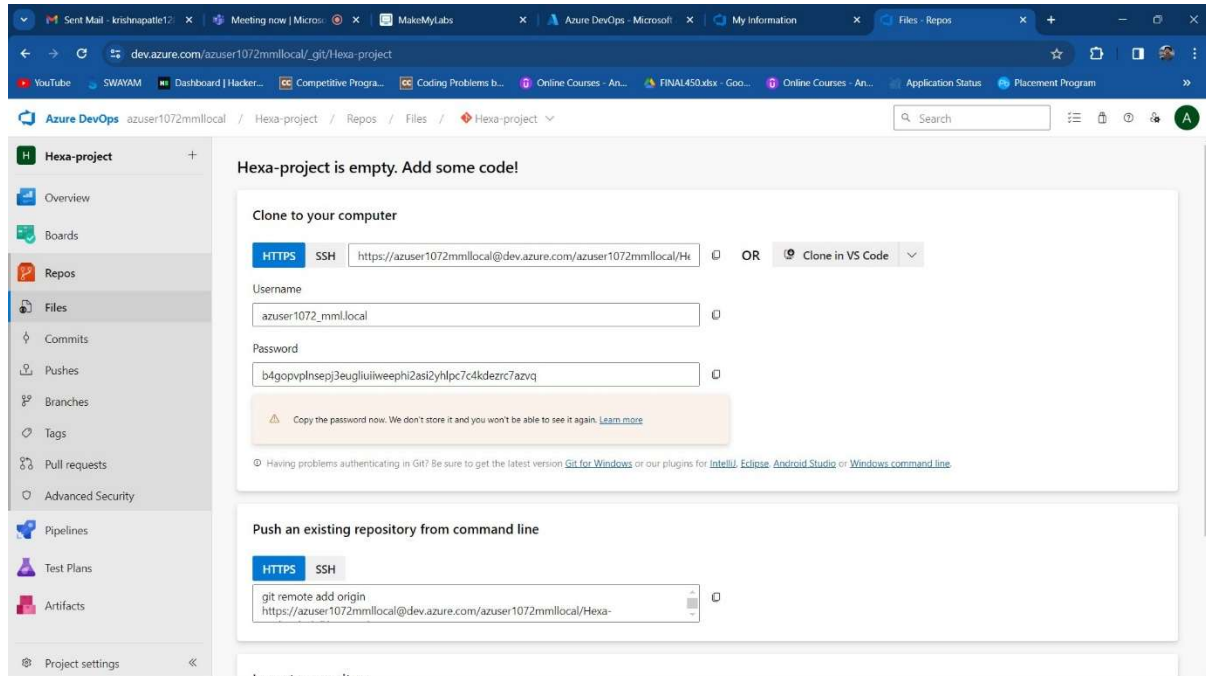 Sent Mail - krishnapatle12
Meeting now | Micros
MakeMyLabs
Azure DevOps - Microsoft
My Information
Files - Repos
dev.azure.com/azuser1072mmllocal/_git/Hexa-project
YouTube
SWAYAM
Dashboard | Hacker...
Competitive Progra...
Coding Problems b...
Online Courses - An...
FINAL450.xlsx - Goo...
Online Courses - An...
Application Status
Placement Program
Azure DevOps azuser1072mmllocal / Hexa-project / Repos / Files / Hexa-project
Search
A
H Hexa-project
Overview
Boards
Repos
Files
Commits
Pushes
Branches
Tags
Pull requests
Advanced Security
Pipelines
Test Plans
Artifacts
Project settings
Hexa-project is empty. Add some code!
Clone to your computer
HTTPS SSH https://azuser1072mmllocal@dev.azure.com/azuser1072mmllocal/He OR Clone in VS Code
Username
azuser1072_mml.local
Password
b4gopvplnsepj3eugliuiiweephi2asi2yhlpc7c4kdezrc7azvq
Copy the password now. We don't store it and you won't be able to see it again. Learn more
Having problems authenticating in Git? Be sure to get the latest version Git for Windows or our plugins for IntelliJ, Eclipse, Android Studio or Windows command line.
Push an existing repository from command line
HTTPS SSH
git remote add origin
https://azuser1072mmllocal@dev.azure.com/azuser1072mmllocal/Hexa-